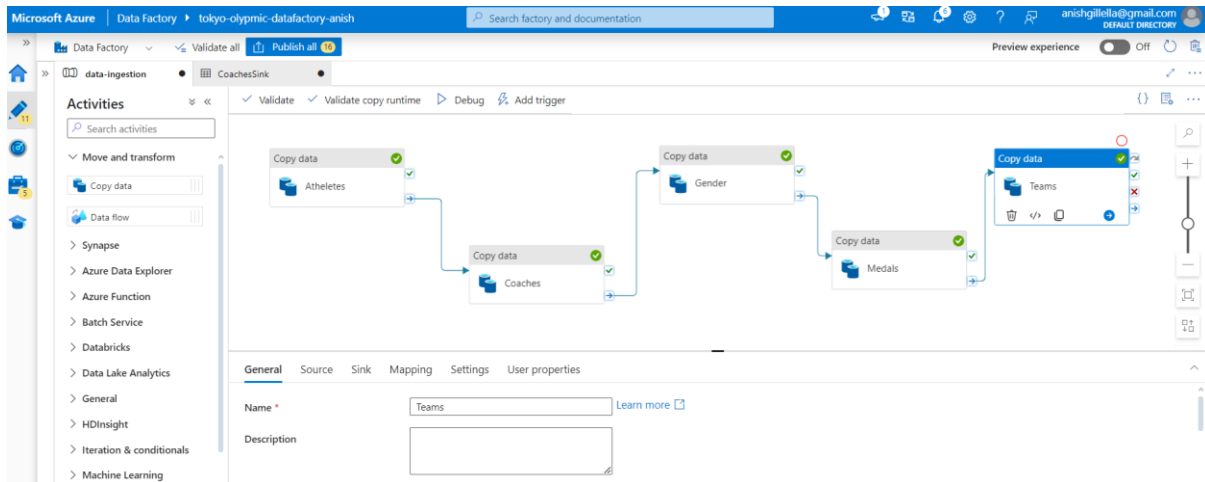 Microsoft Azure | Data Factory ▸ tokyo-olypmic-datafactory-anish
Search factory and documentation
1
6
anishgillella@gmail.com
DEFAULT DIRECTORY
Data Factory
Validate all
Publish all 16
Preview experience
Off
data-ingestion
CoachesSink
Activities
Search activities
Move and transform
Copy data
Data flow
Synapse
Azure Data Explorer
Azure Function
Batch Service
Databricks
Data Lake Analytics
General
HDInsight
Iteration & conditionals
Machine Learning
11
5
Validate
Validate copy runtime
Debug
Add trigger
Copy data
Atheletes
Copy data
Coaches
Copy data
Gender
Copy data
Medals
Copy data
Teams
General Source Sink Mapping Settings User properties
Name *
Teams
Learn more
Description